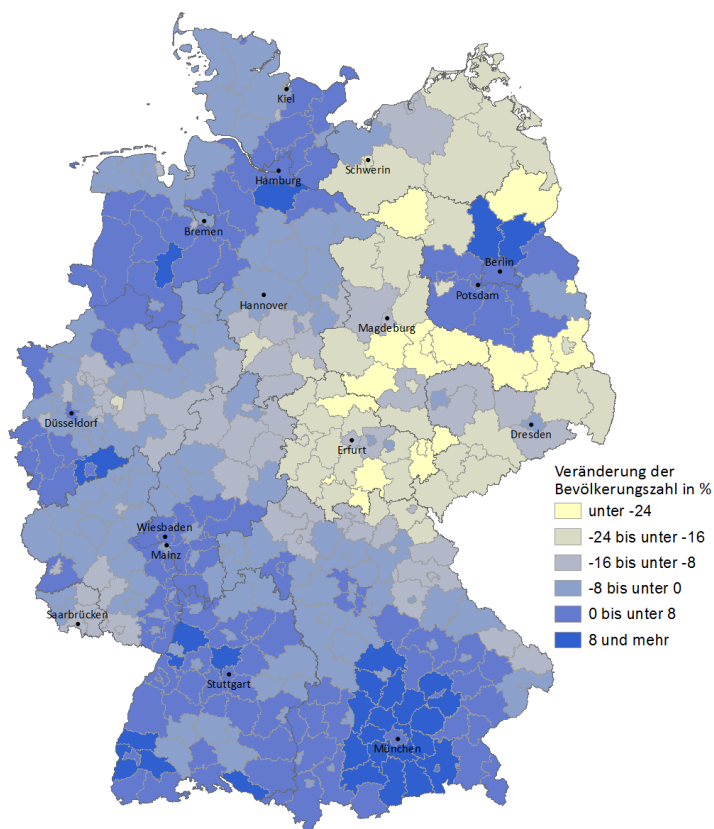 Kiel
Schwerin
Hamburg
Bremen
Berlin
Potsdam
Hannover
Magdeburg
Düsseldorf
Dresden
Erfurt
Wiesbaden
Mainz
Saarbrücken
Stuttgart
München
Veränderung der
Bevölkerungszahl in %
unter -24
-24 bis unter -16
-16 bis unter -8
-8 bis unter 0
0 bis unter 8
8 und mehr